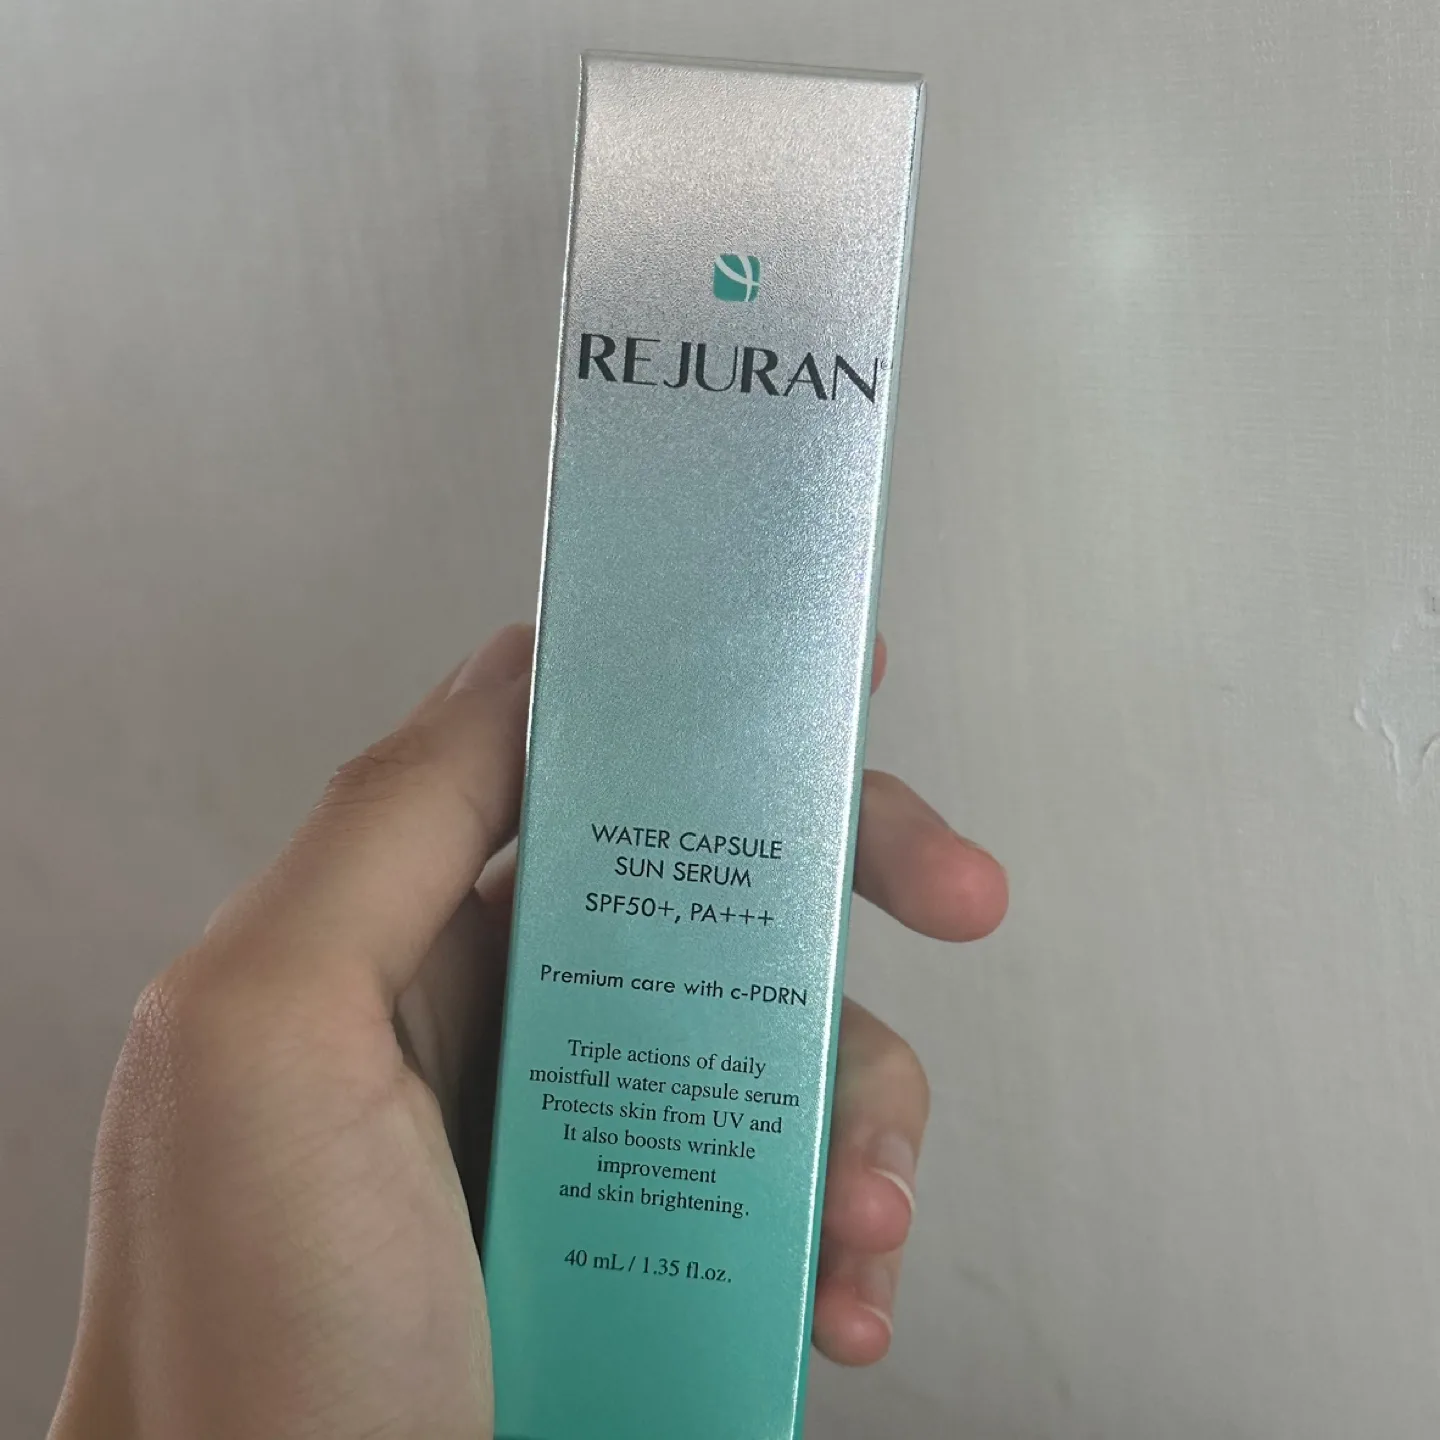 REJURAN®
WATER CAPSULE
SUN SERUM
SPF50+, PA+++
Premium care with c-PDRN
Triple actions of daily
moistfull water capsule serum
Protects skin from UV and
It also boosts wrinkle
improvement
and skin brightening.
40 mL / 1.35 fl.oz.